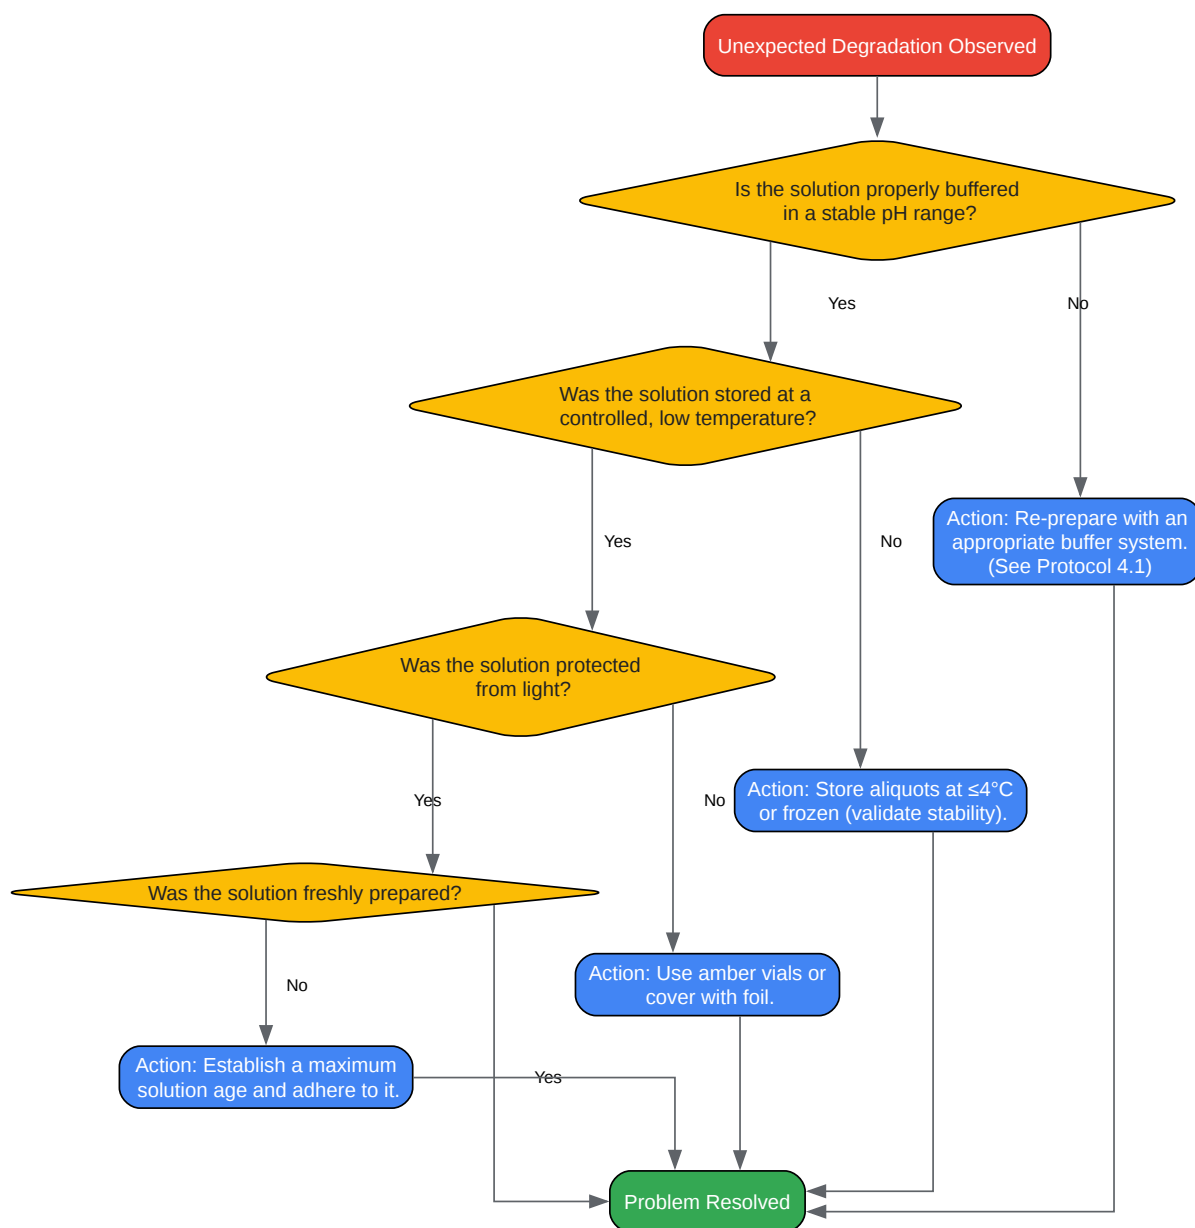 Unexpected Degradation Observed
Is the solution properly buffered
in a stable pH range?
Yes
No
Was the solution stored at a
controlled, low temperature?
Yes
No
Action: Re-prepare with an
appropriate buffer system.
(See Protocol 4.1)
Was the solution protected
from light?
Yes
No
Action: Store aliquots at ≤4°C
or frozen (validate stability).
Was the solution freshly prepared?
No
Action: Use amber vials or
cover with foil.
Action: Establish a maximum
solution age and adhere to it.
Yes
Problem Resolved